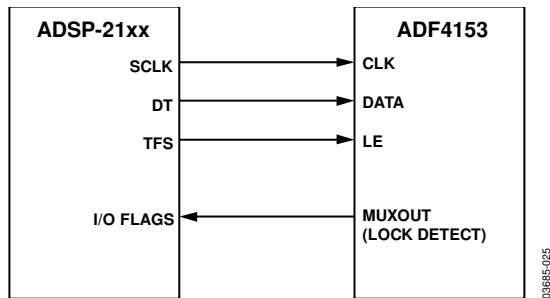 ADSP-21xx
ADF4153
SCLK
CLK
DT
DATA
TFS
LE
I/O FLAGS
MUXOUT
(LOCK DETECT)
03685-025